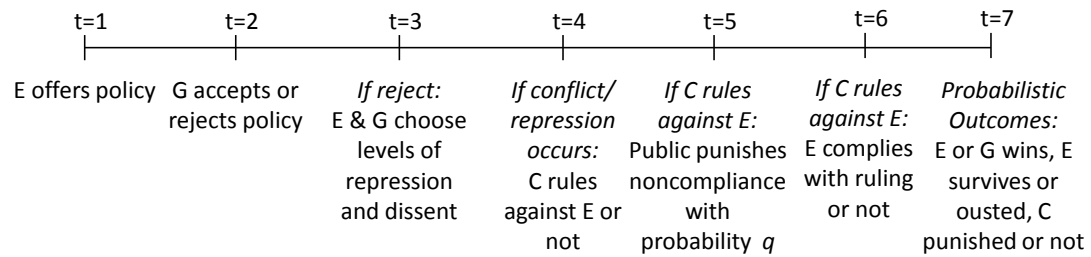 t=1
t=2
t=3
t=4
t=5
t=6
t=7
E offers policy
G accepts or
rejects policy
If reject:
E & G choose
levels of
repression
and dissent
If conflict/
repression
occurs:
C rules
against E or
not
If C rules
against E:
Public punishes
noncompliance
with
probability q
If C rules
against E:
E complies
with ruling
or not
Probabilistic
Outcomes:
E or G wins, E
survives or
ousted, C
punished or not